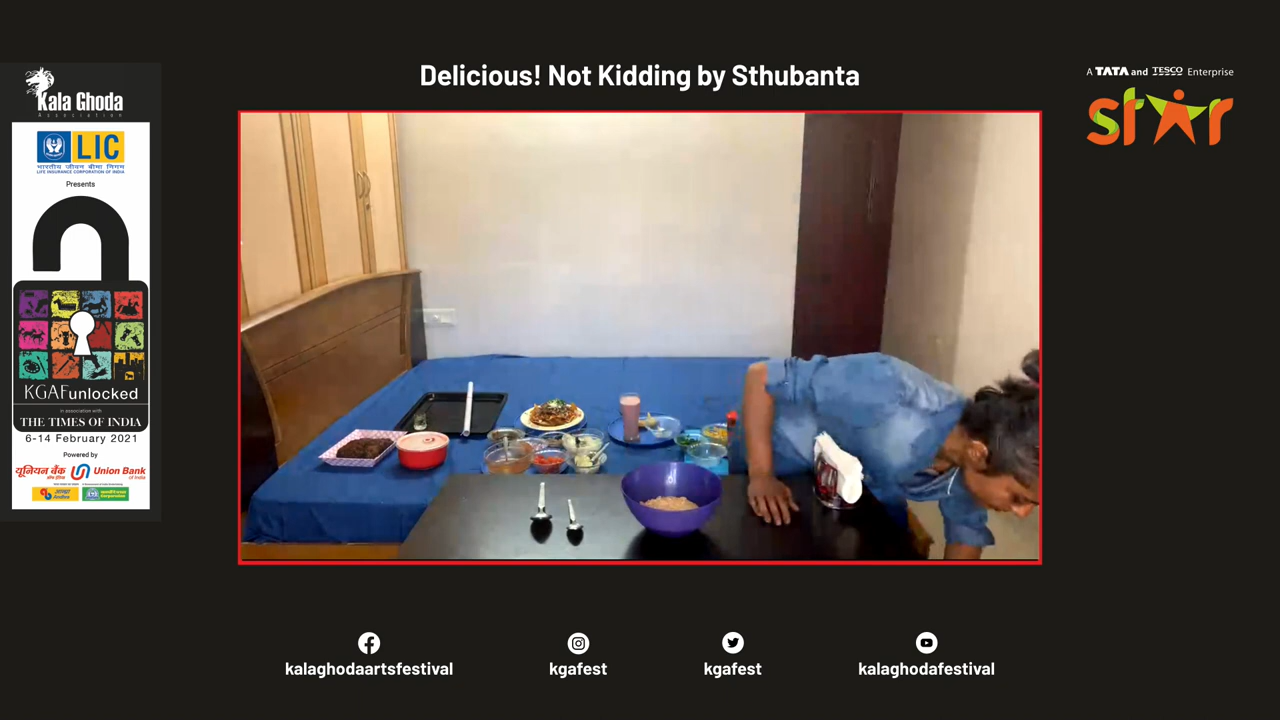 Delicious! Not Kidding by Sthubanta
A TATA and TESCO Enterprise
star
Kala Ghoda
Association
LIC
भारतीय जीवन बीमा निगम
LIFE INSURANCE CORPORATION OF INDIA
Presents
KGAFunlocked
in association with
THE TIMES OF INDIA
6-14 February 2021
Powered by
यूनियन बैंक Union Bank
of India
kalaghodaartsfestival
kgafest
kgafest
kalaghodafestival